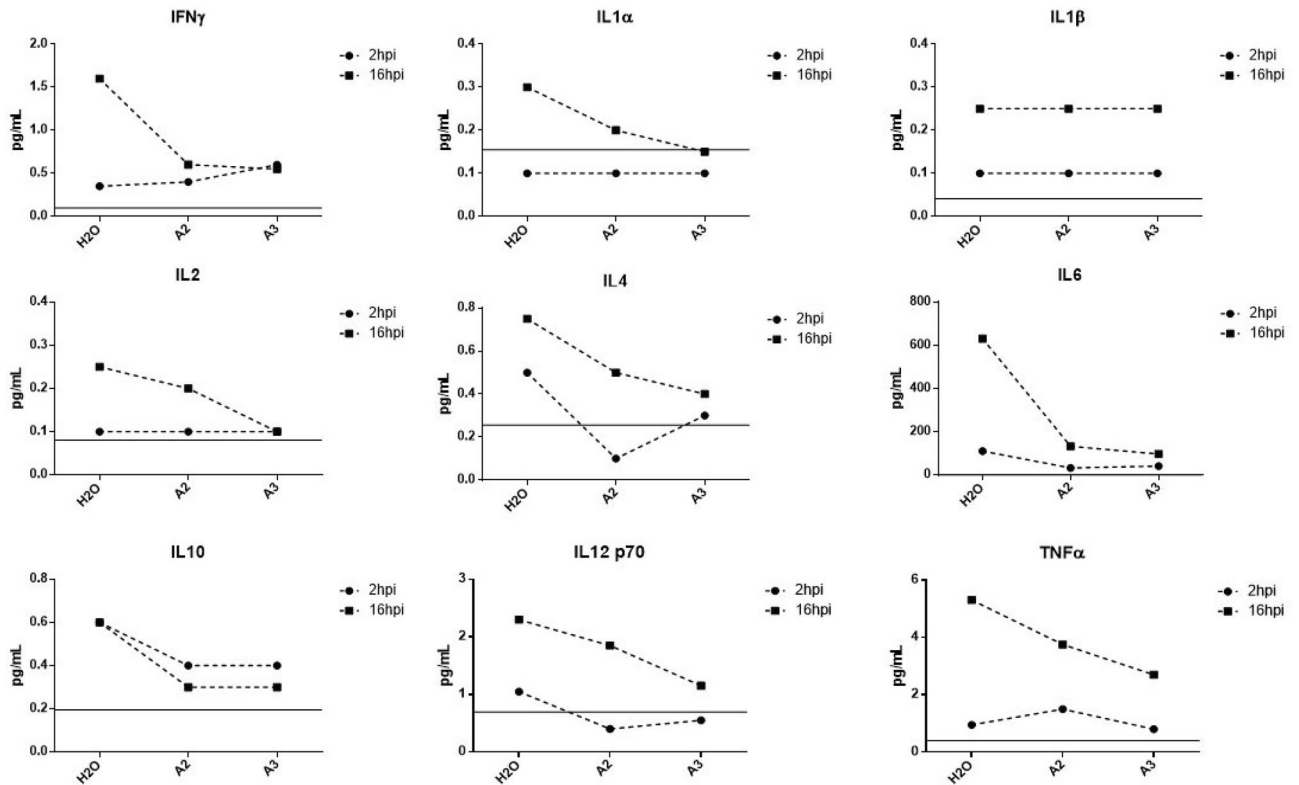 IFNγ
2.0
1.5
1.0
0.5
0.0
pg/mL
H2O
A2
A3
2hpi
16hpi
IL1α
0.4
0.3
0.2
0.1
0.0
pg/mL
H2O
A2
A3
2hpi
16hpi
IL1β
0.4
0.3
0.2
0.1
0.0
pg/mL
H2O
A2
A3
2hpi
16hpi
IL2
0.4
0.3
0.2
0.1
0.0
pg/mL
H2O
A2
A3
2hpi
16hpi
IL4
0.8
0.6
0.4
0.2
0.0
pg/mL
H2O
A2
A3
2hpi
16hpi
IL6
800
600
400
200
0
pg/mL
H2O
A2
A3
2hpi
16hpi
IL10
0.8
0.6
0.4
0.2
0.0
pg/mL
H2O
A2
A3
2hpi
16hpi
IL12 p70
3
2
1
0
pg/mL
H2O
A2
A3
2hpi
16hpi
TNFα
6
4
2
0
pg/mL
H2O
A2
A3
2hpi
16hpi